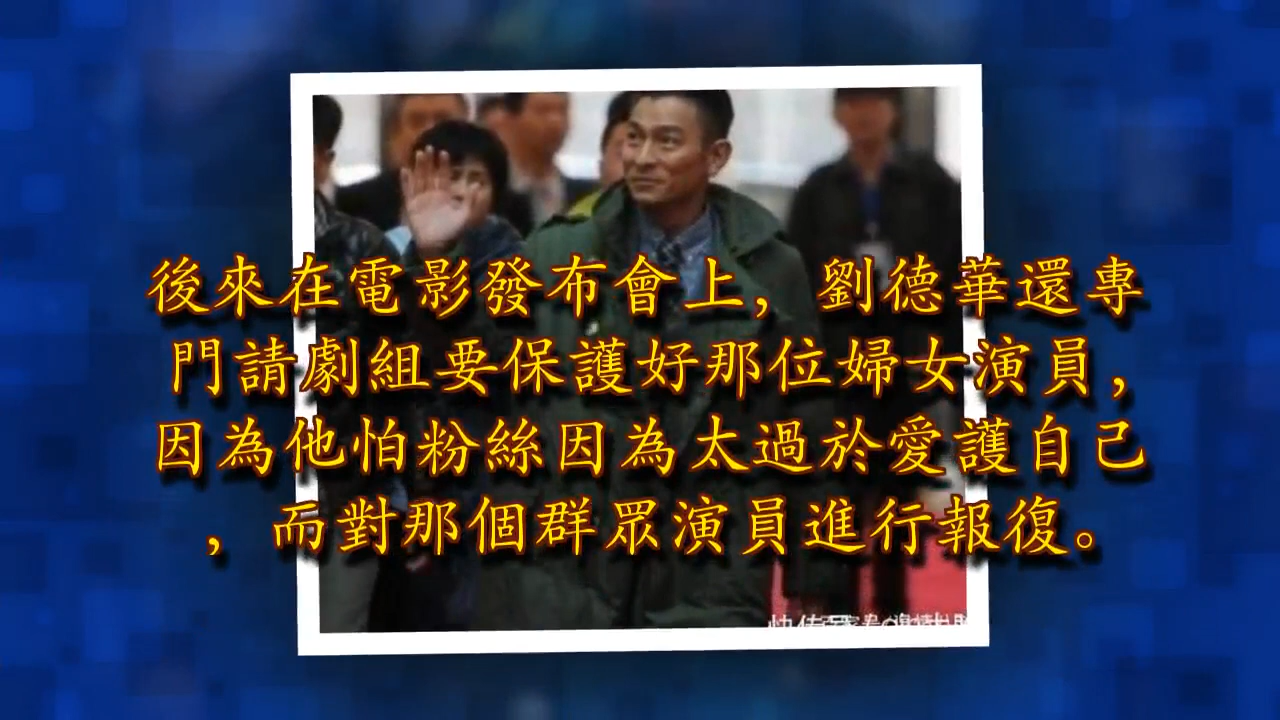 後來在電影發布會上，劉德華還專
門請劇組要保護好那位婦女演員，
因為他怕粉絲因為太過於愛護自己
，而對那個群眾演員進行報復。